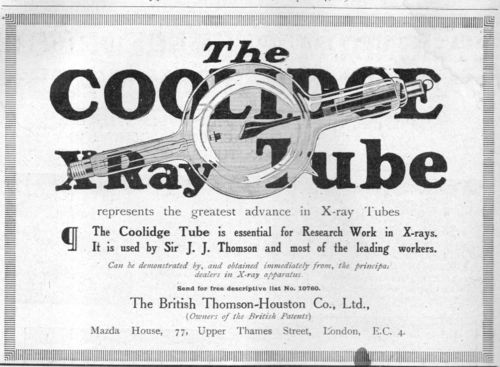 The
COOLIDGE
X Ray Tube
represents the greatest advance in X-ray Tubes
¶ The Coolidge Tube is essential for Research Work in X-rays.
It is used by Sir J. J. Thomson and most of the leading workers.
Can be demonstrated by, and obtained immediately from, the principal
dealers in X-ray apparatus.
Send for free descriptive list No. 10760.
The British Thomson-Houston Co., Ltd.,
(Owners of the British Patents)
Mazda House, 77, Upper Thames Street, London, E.C. 4.